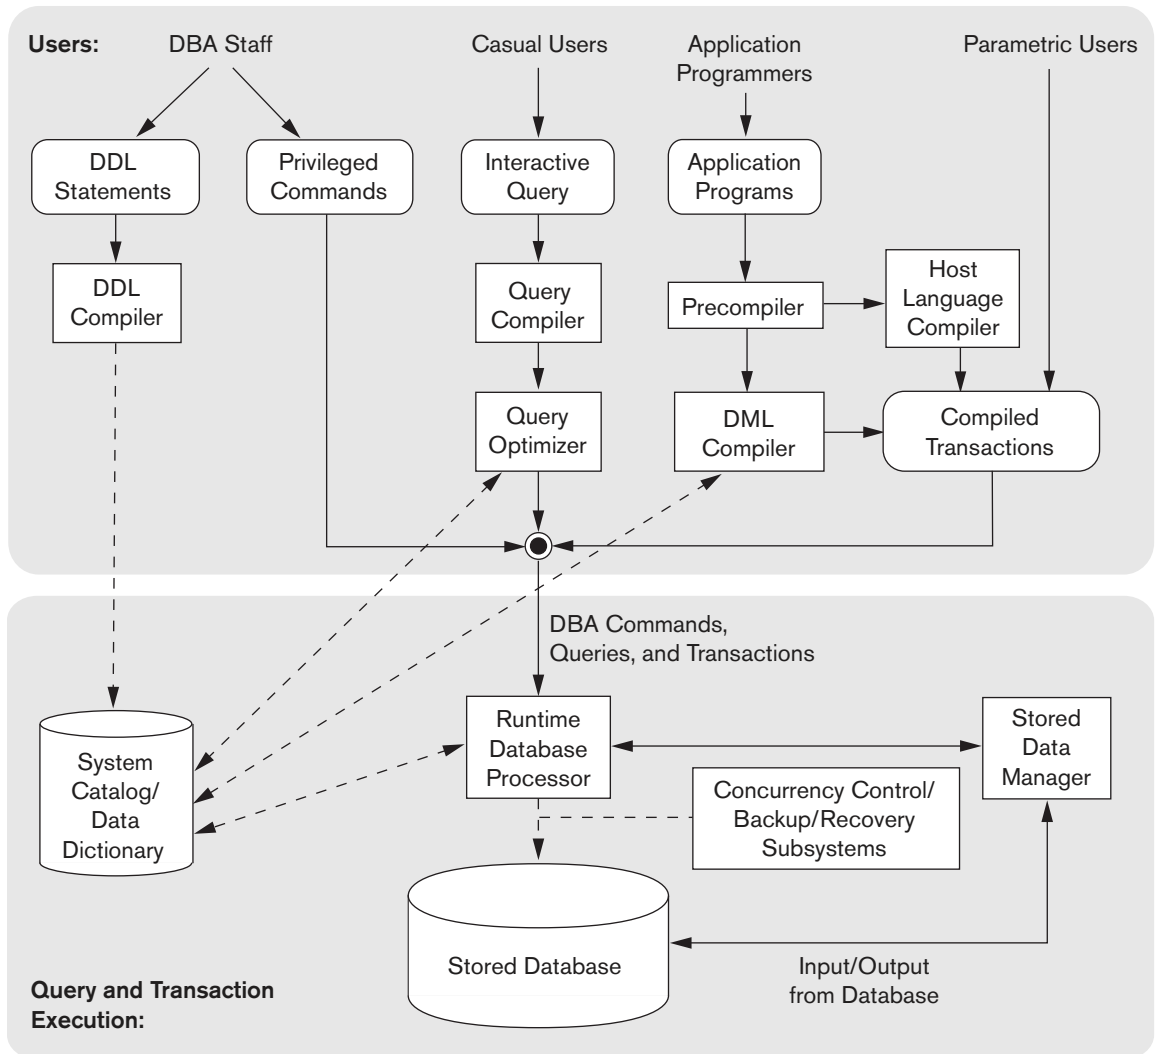 Users:
DBA Staff
Casual Users
Application
Programmers
Parametric Users
DDL
Statements
Privileged
Commands
Interactive
Query
Application
Programs
DDL
Compiler
Query
Compiler
Precompiler
Host
Language
Compiler
Query
Optimizer
DML
Compiler
Compiled
Transactions
DBA Commands,
Queries, and Transactions
System
Catalog/
Data
Dictionary
Runtime
Database
Processor
Stored
Data
Manager
Concurrency Control/
Backup/Recovery
Subsystems
Stored Database
Input/Output
from Database
Query and Transaction
Execution: